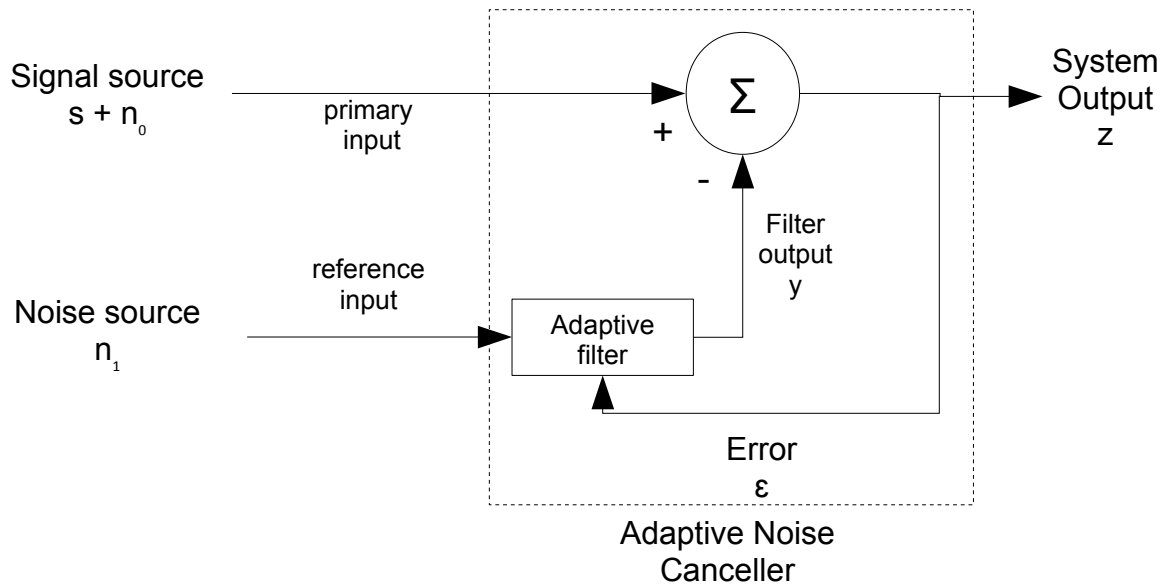 Signal source
s + n₀
primary
input
+
Σ
-
System
Output
z
Filter
output
y
reference
input
Noise source
n₁
Adaptive
filter
Error
ε
Adaptive Noise
Canceller